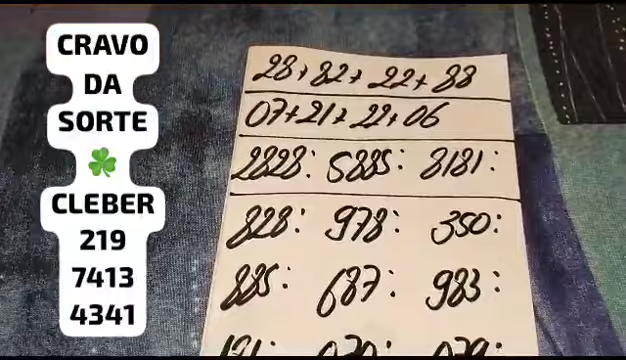 CRAVO
DA
SORTE
☘
CLEBER
219
7413
4341
28+82+22+88
07+21+22+06
2828: 5885: 8181:
828: 978: 350:
885: 687: 983: